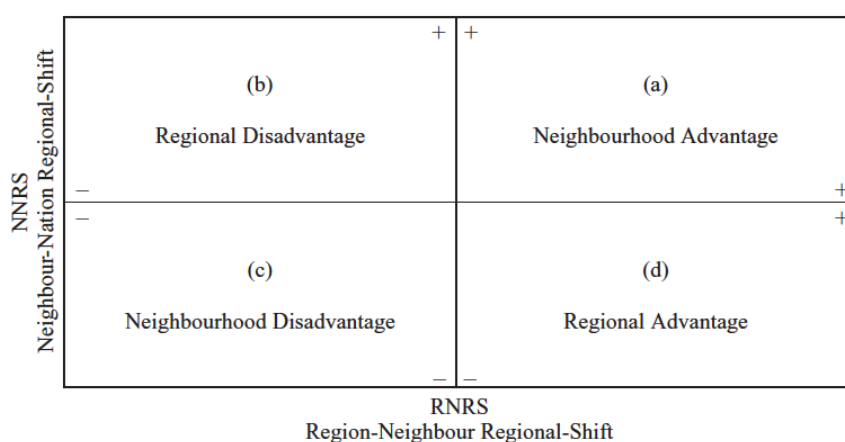 NNRS
Neighbour-Nation Regional-Shift
+ +
(b) (a)
Regional Disadvantage Neighbourhood Advantage
− +
− +
(c) (d)
Neighbourhood Disadvantage Regional Advantage
− −
RNRS
Region-Neighbour Regional-Shift